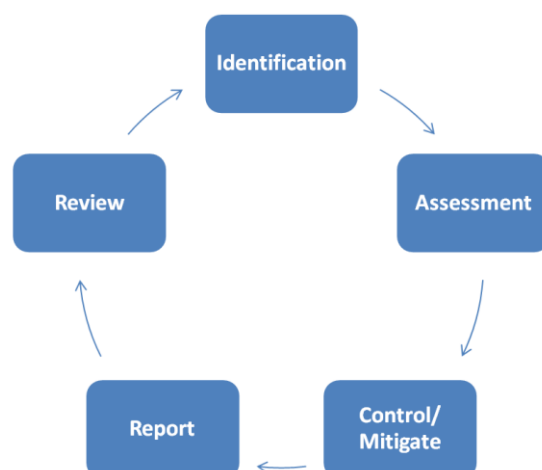 Identification
Assessment
Control/
Mitigate
Report
Review